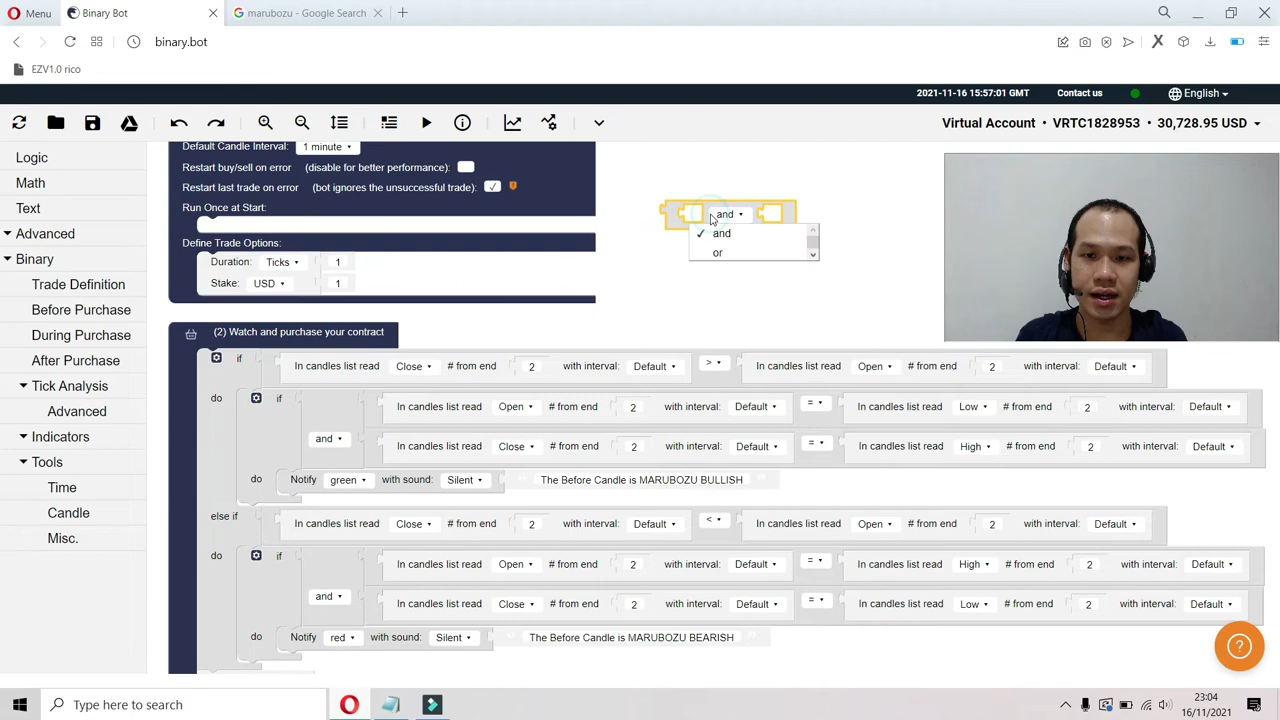 Menu
Binary Bot
marubozu - Google Search
binary.bot
EZV1.0 rico
2021-11-16 15:57:01 GMT
Contact us
English
Virtual Account • VRTC1828953 • 30,728.95 USD
Logic
Math
Text
Advanced
Binary
Trade Definition
Before Purchase
During Purchase
After Purchase
Tick Analysis
Advanced
Indicators
Tools
Time
Candle
Misc.
Default Candle Interval: 1 minute
Restart buy/sell on error (disable for better performance):
Restart last trade on error (bot ignores the unsuccessful trade):
Run Once at Start:
Define Trade Options:
Duration: Ticks 1
Stake: USD 1
and
and
or
(2) Watch and purchase your contract
if In candles list read Close # from end 2 with interval: Default > In candles list read Open # from end 2 with interval: Default
do if In candles list read Open # from end 2 with interval: Default = In candles list read Low # from end 2 with interval: Default
and
In candles list read Close # from end 2 with interval: Default = In candles list read High # from end 2 with interval: Default
do Notify green with sound: Silent “ The Before Candle is MARUBOZU BULLISH ”
else if In candles list read Close # from end 2 with interval: Default < In candles list read Open # from end 2 with interval: Default
do if In candles list read Open # from end 2 with interval: Default = In candles list read High # from end 2 with interval: Default
and
In candles list read Close # from end 2 with interval: Default = In candles list read Low # from end 2 with interval: Default
do Notify red with sound: Silent “ The Before Candle is MARUBOZU BEARISH ”
Type here to search
23:04
16/11/2021